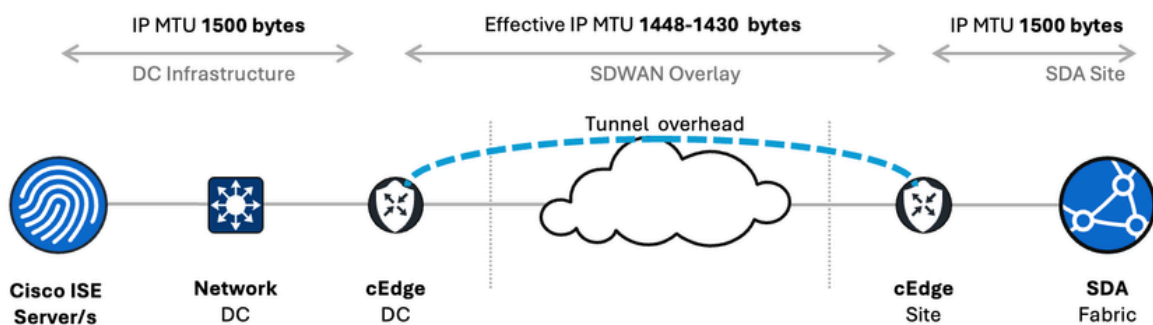 IP MTU 1500 bytes
Effective IP MTU 1448-1430 bytes
IP MTU 1500 bytes
DC Infrastructure
SDWAN Overlay
SDA Site
Tunnel overhead
Cisco ISE
Server/s
Network
DC
cEdge
DC
cEdge
Site
SDA
Fabric